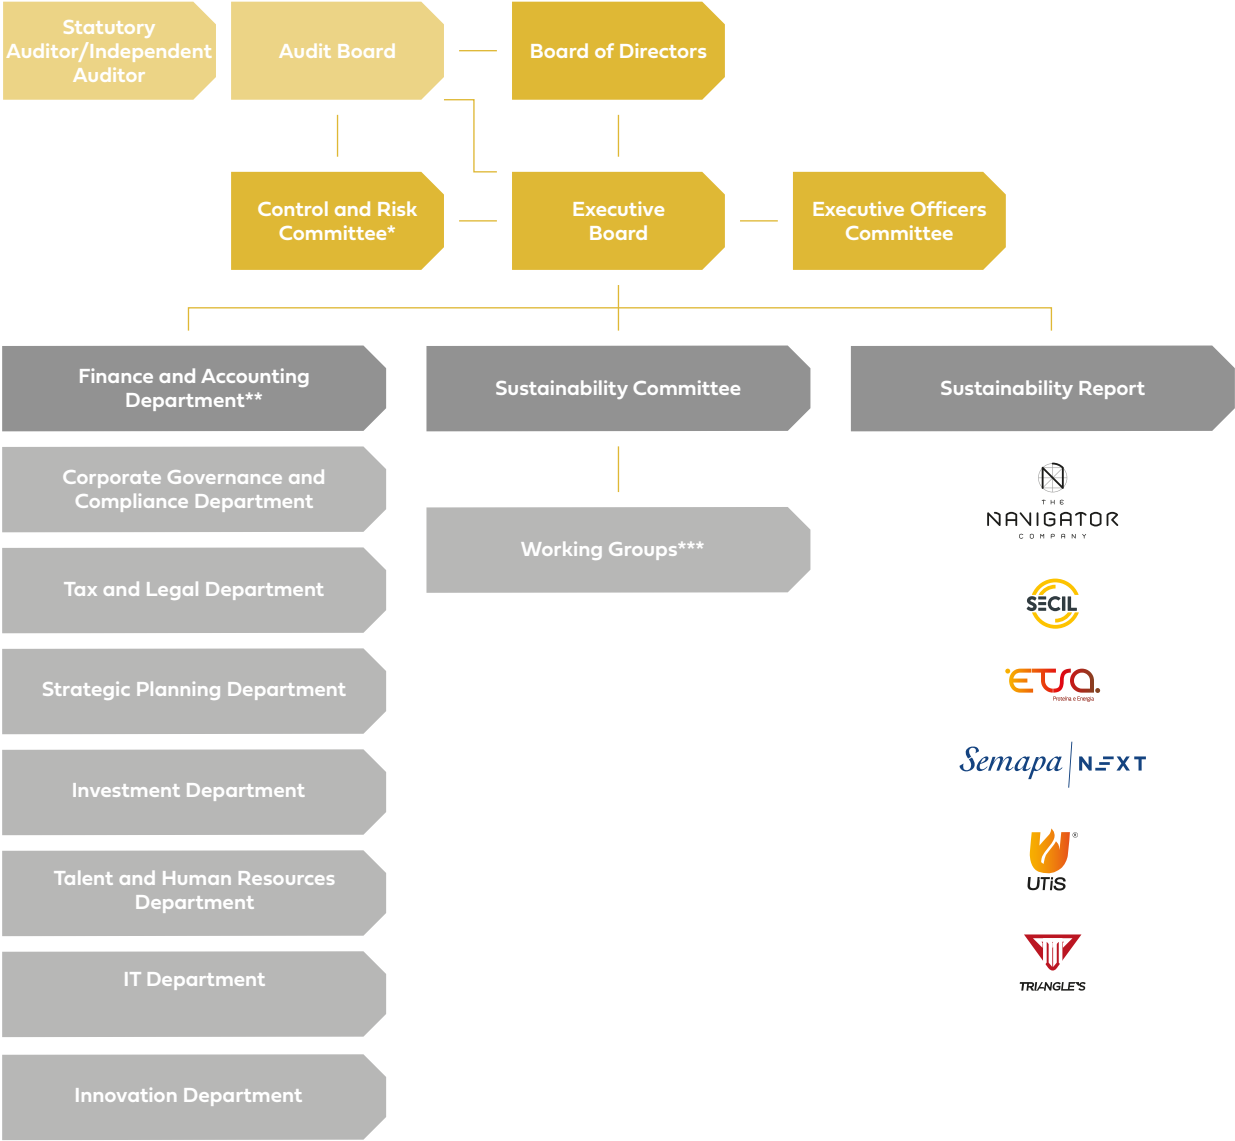 Statutory
Auditor/Independent
Auditor
Audit Board
Board of Directors
Control and Risk
Committee*
Executive
Board
Executive Officers
Committee
Finance and Accounting
Department**
Sustainability Committee
Sustainability Report
Corporate Governance and
Compliance Department
Tax and Legal Department
Strategic Planning Department
Investment Department
Talent and Human Resources
Department
IT Department
Innovation Department
Working Groups***
THE
NAVIGATOR
COMPANY
SECIL
ETSA.
Proteína e Energia
Semapa NEXT
®
UTiS
TRIANGLE'S